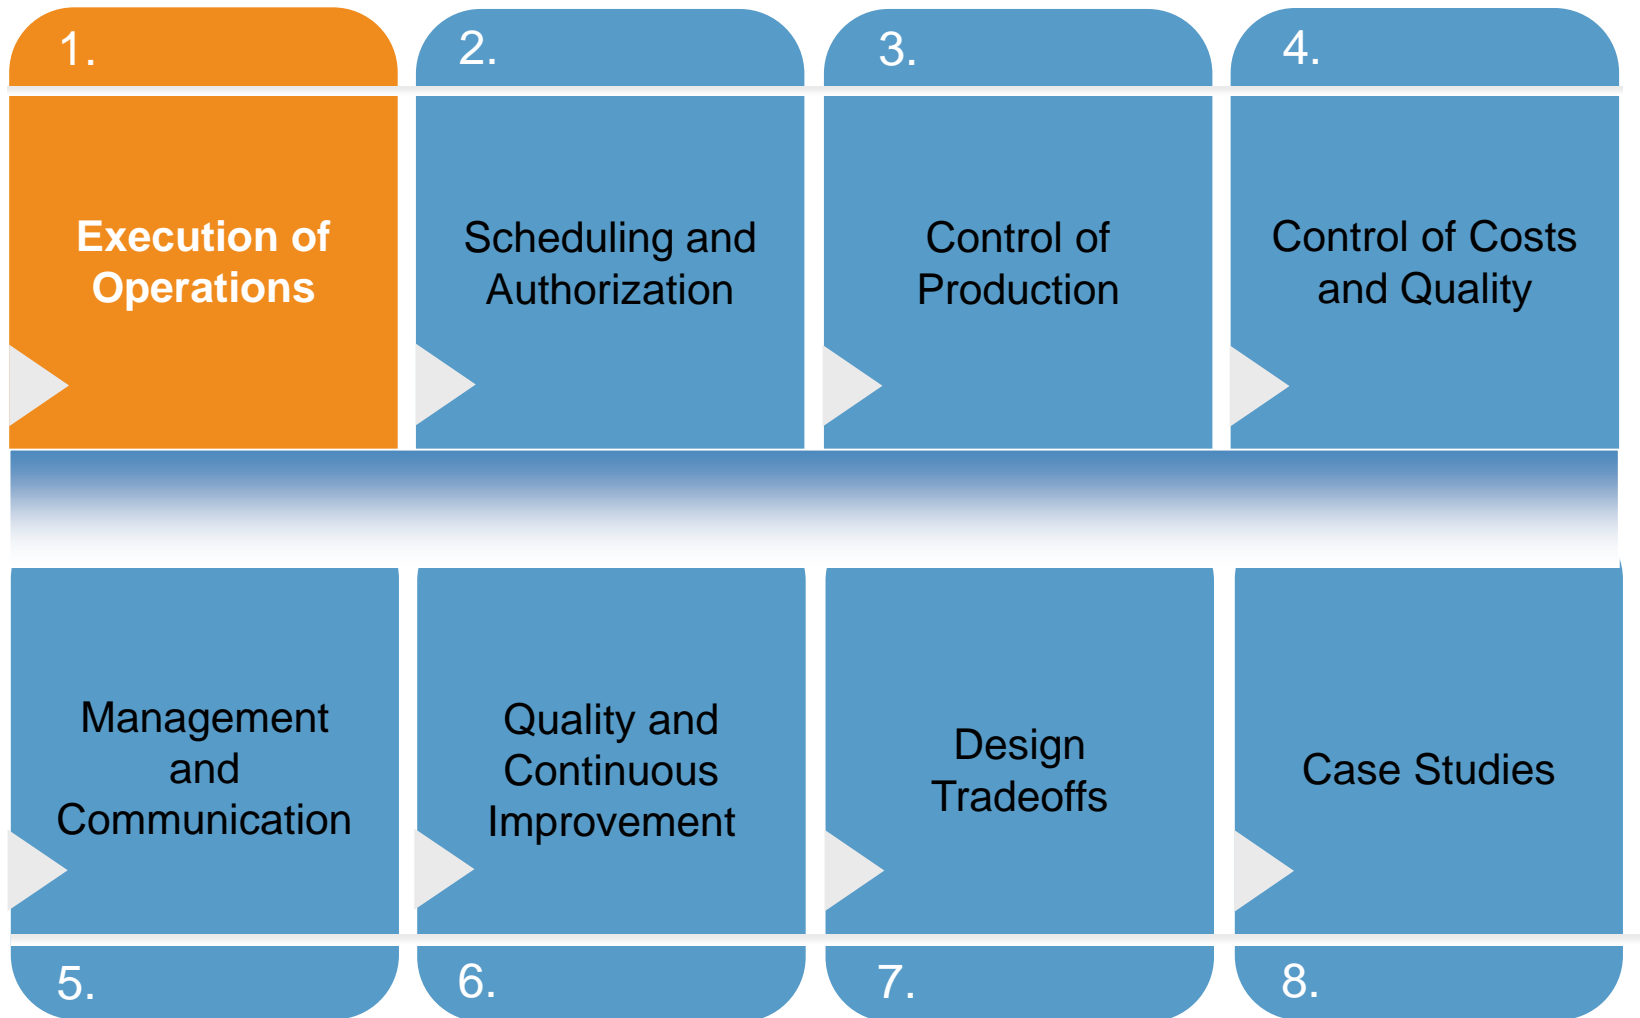 1.
Execution of
Operations
2.
Scheduling and
Authorization
3.
Control of
Production
4.
Control of Costs
and Quality
Management
and
Communication
5.
Quality and
Continuous
Improvement
6.
Design
Tradeoffs
7.
Case Studies
8.